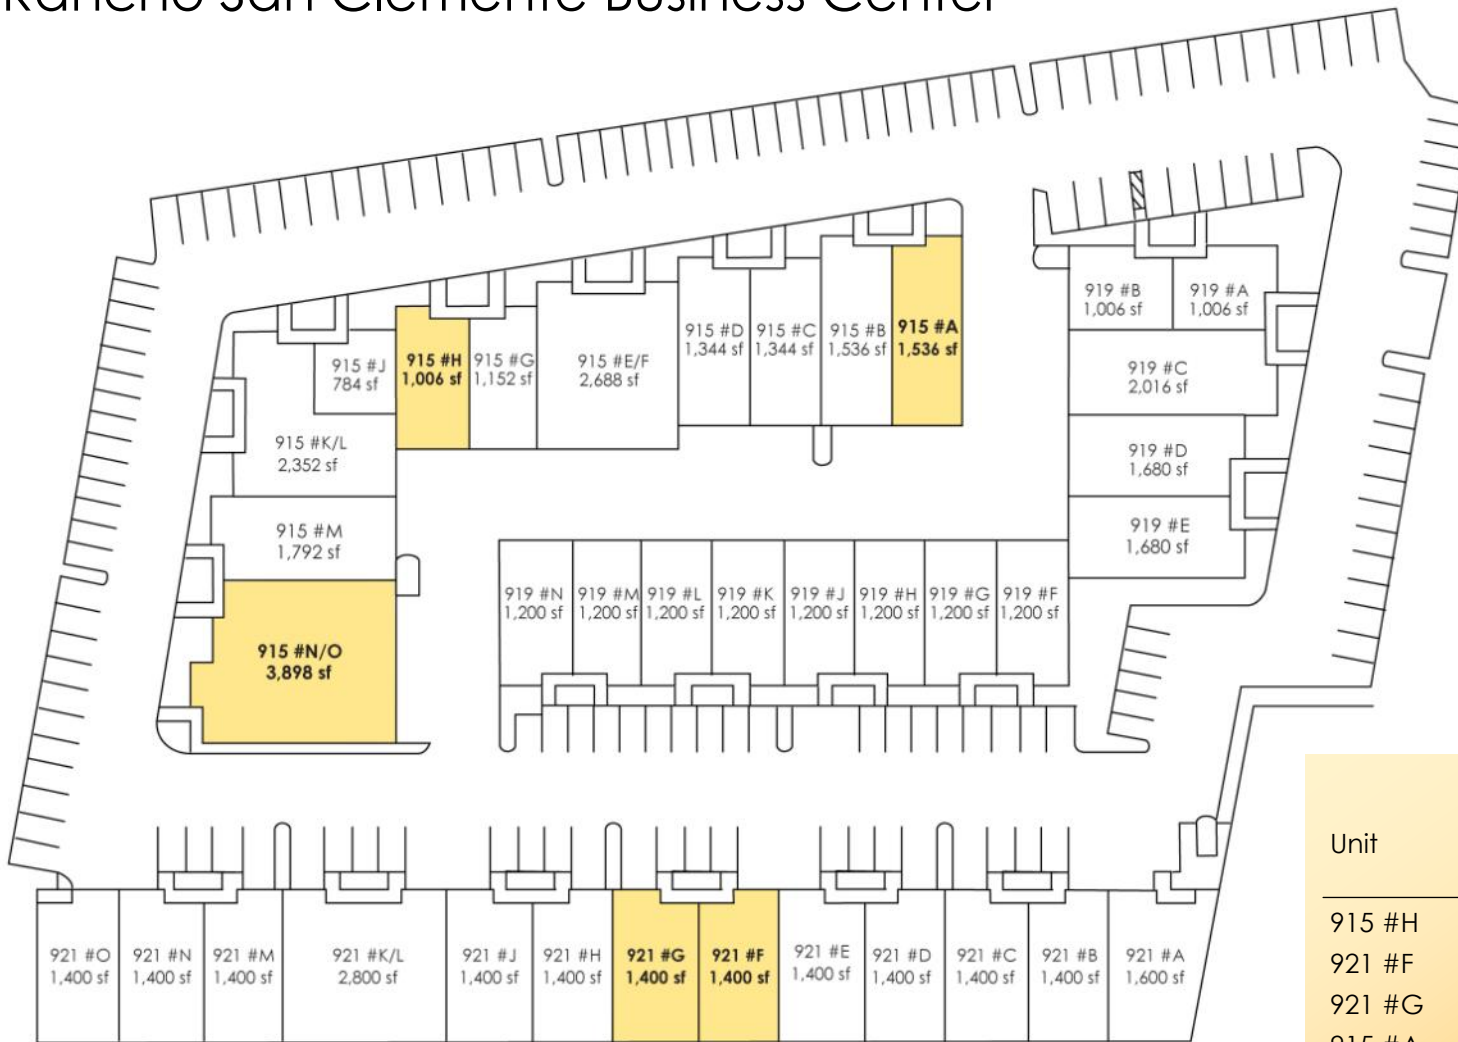 Rancho San Clemente Business Center
919 #B
1,006 sf
919 #A
1,006 sf
915 #D
1,344 sf
915 #C
1,344 sf
915 #B
1,536 sf
915 #A
1,536 sf
915 #J
784 sf
915 #H
1,006 sf
915 #G
1,152 sf
915 #E/F
2,688 sf
919 #C
2,016 sf
915 #K/L
2,352 sf
919 #D
1,680 sf
915 #M
1,792 sf
919 #E
1,680 sf
919 #N
1,200 sf
919 #M
1,200 sf
919 #L
1,200 sf
919 #K
1,200 sf
919 #J
1,200 sf
919 #H
1,200 sf
919 #G
1,200 sf
919 #F
1,200 sf
915 #N/O
3,898 sf
921 #O
1,400 sf
921 #N
1,400 sf
921 #M
1,400 sf
921 #K/L
2,800 sf
921 #J
1,400 sf
921 #H
1,400 sf
921 #G
1,400 sf
921 #F
1,400 sf
921 #E
1,400 sf
921 #D
1,400 sf
921 #C
1,400 sf
921 #B
1,400 sf
921 #A
1,600 sf
Unit
915 #H
921 #F
921 #G
915 #A